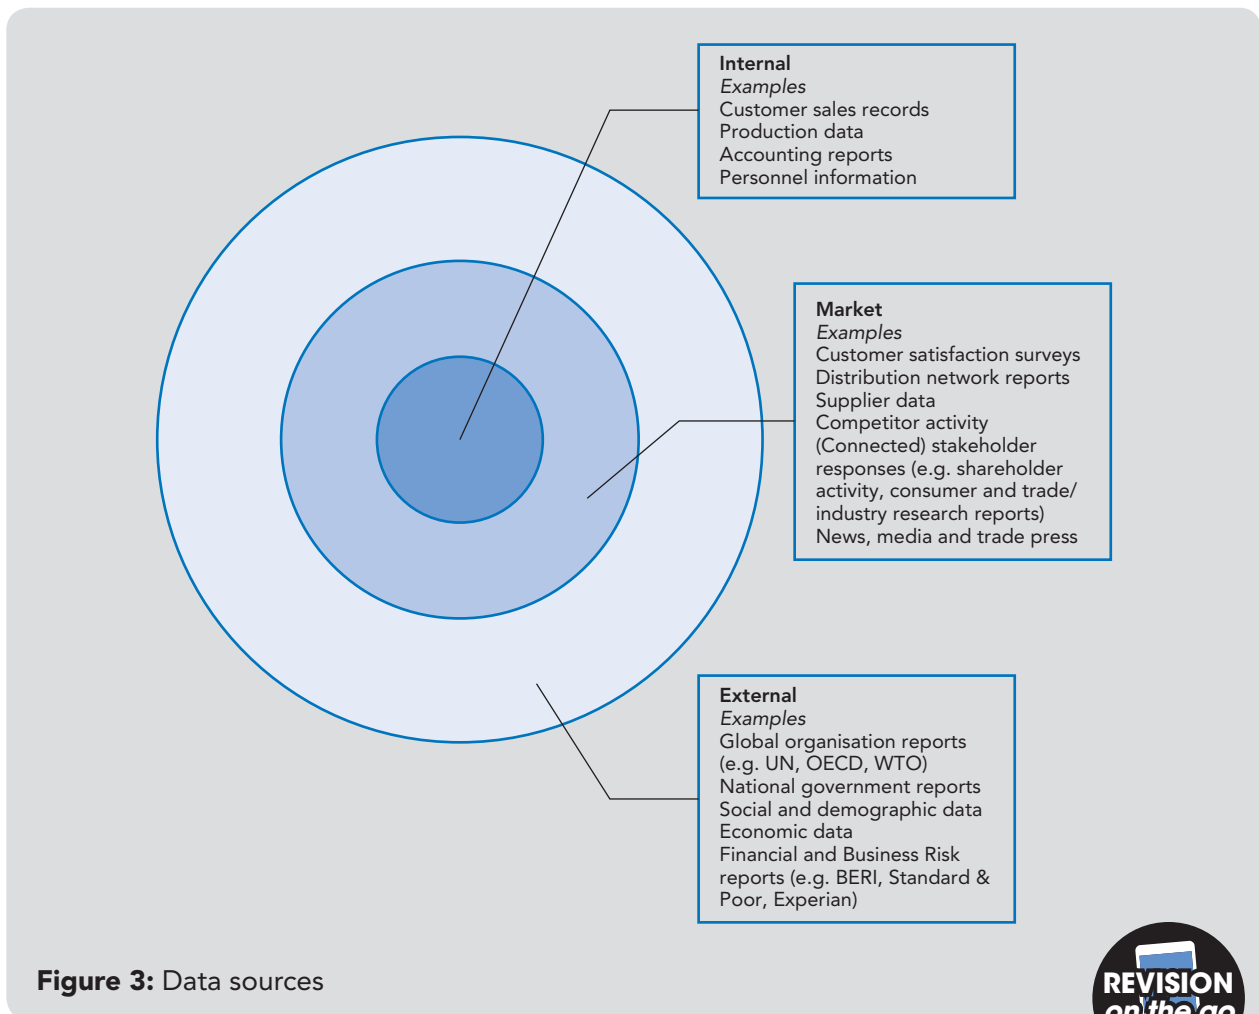 Internal
Examples
Customer sales records
Production data
Accounting reports
Personnel information
Market
Examples
Customer satisfaction surveys
Distribution network reports
Supplier data
Competitor activity
(Connected) stakeholder
responses (e.g. shareholder
activity, consumer and trade/
industry research reports)
News, media and trade press
External
Examples
Global organisation reports
(e.g. UN, OECD, WTO)
National government reports
Social and demographic data
Economic data
Financial and Business Risk
reports (e.g. BERI, Standard &
Poor, Experian)
Figure 3: Data sources
REVISION
on the go